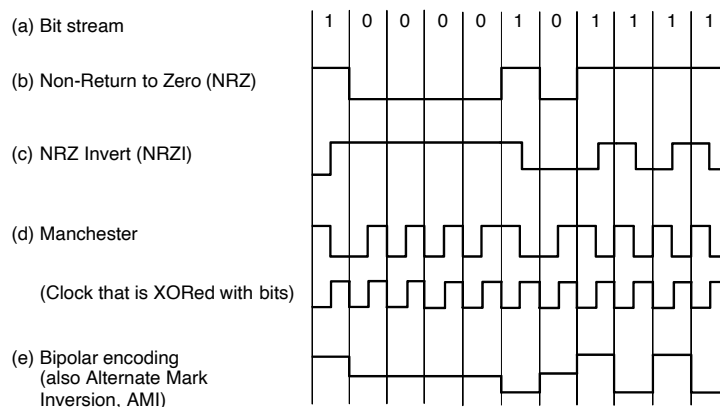 (a) Bit stream 1 0 0 0 0 1 0 1 1 1 1
(b) Non-Return to Zero (NRZ)
(c) NRZ Invert (NRZI)
(d) Manchester
(Clock that is XORed with bits)
(e) Bipolar encoding
(also Alternate Mark
Inversion, AMI)